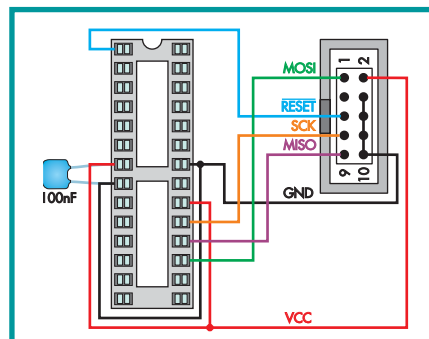 1 2
MOSI
RESET
SCK
MISO
9 10
GND
100nF
VCC